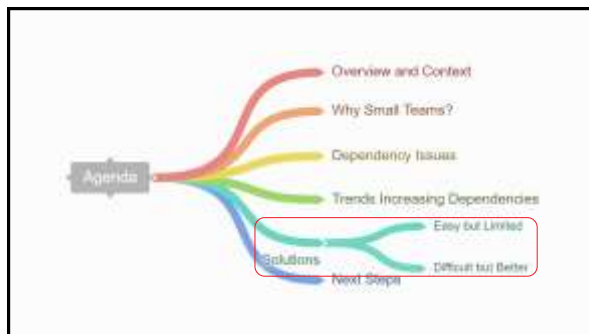 Agenda
Overview and Context
Why Small Teams?
Dependency Issues
Trends Increasing Dependencies
Solutions
Easy but Limited
Difficult but Better
Next Steps